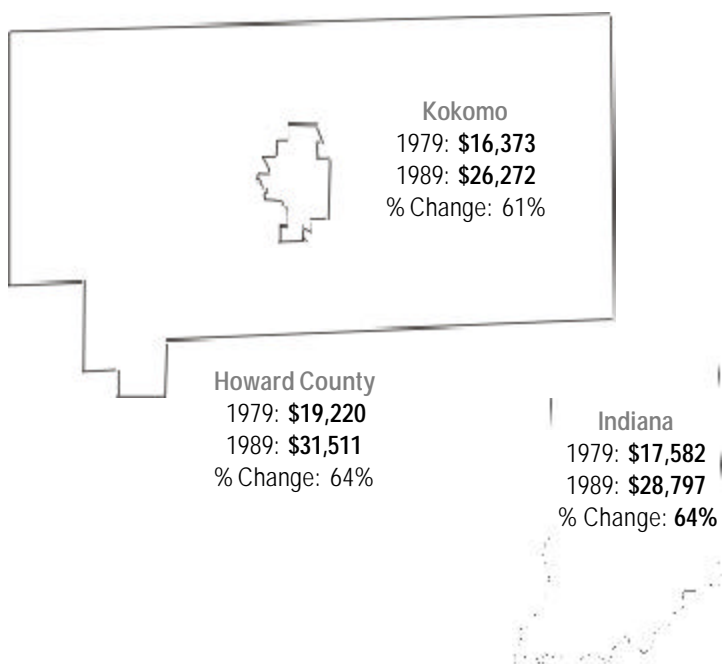 Kokomo
1979: $16,373
1989: $26,272
% Change: 61%
Howard County
1979: $19,220
1989: $31,511
% Change: 64%
Indiana
1979: $17,582
1989: $28,797
% Change: 64%